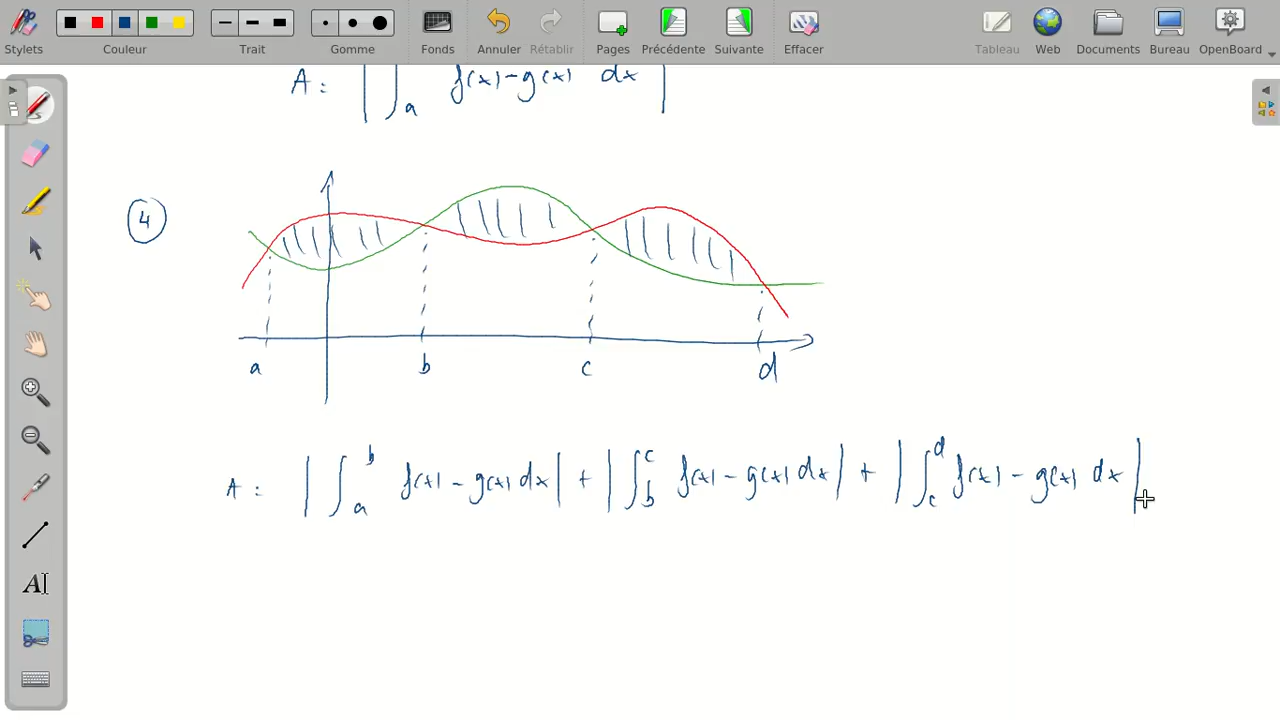 Stylets Couleur Trait Gomme Fonds Annuler Rétablir Pages Précédente Suivante Effacer Tableau Web Documents Bureau OpenBoard
A: |∫a f(x) - g(x) dx|
4
a b c d
A: |∫a^b f(x) - g(x) dx| + |∫b^c f(x) - g(x) dx| + |∫c^d f(x) - g(x) dx|
A